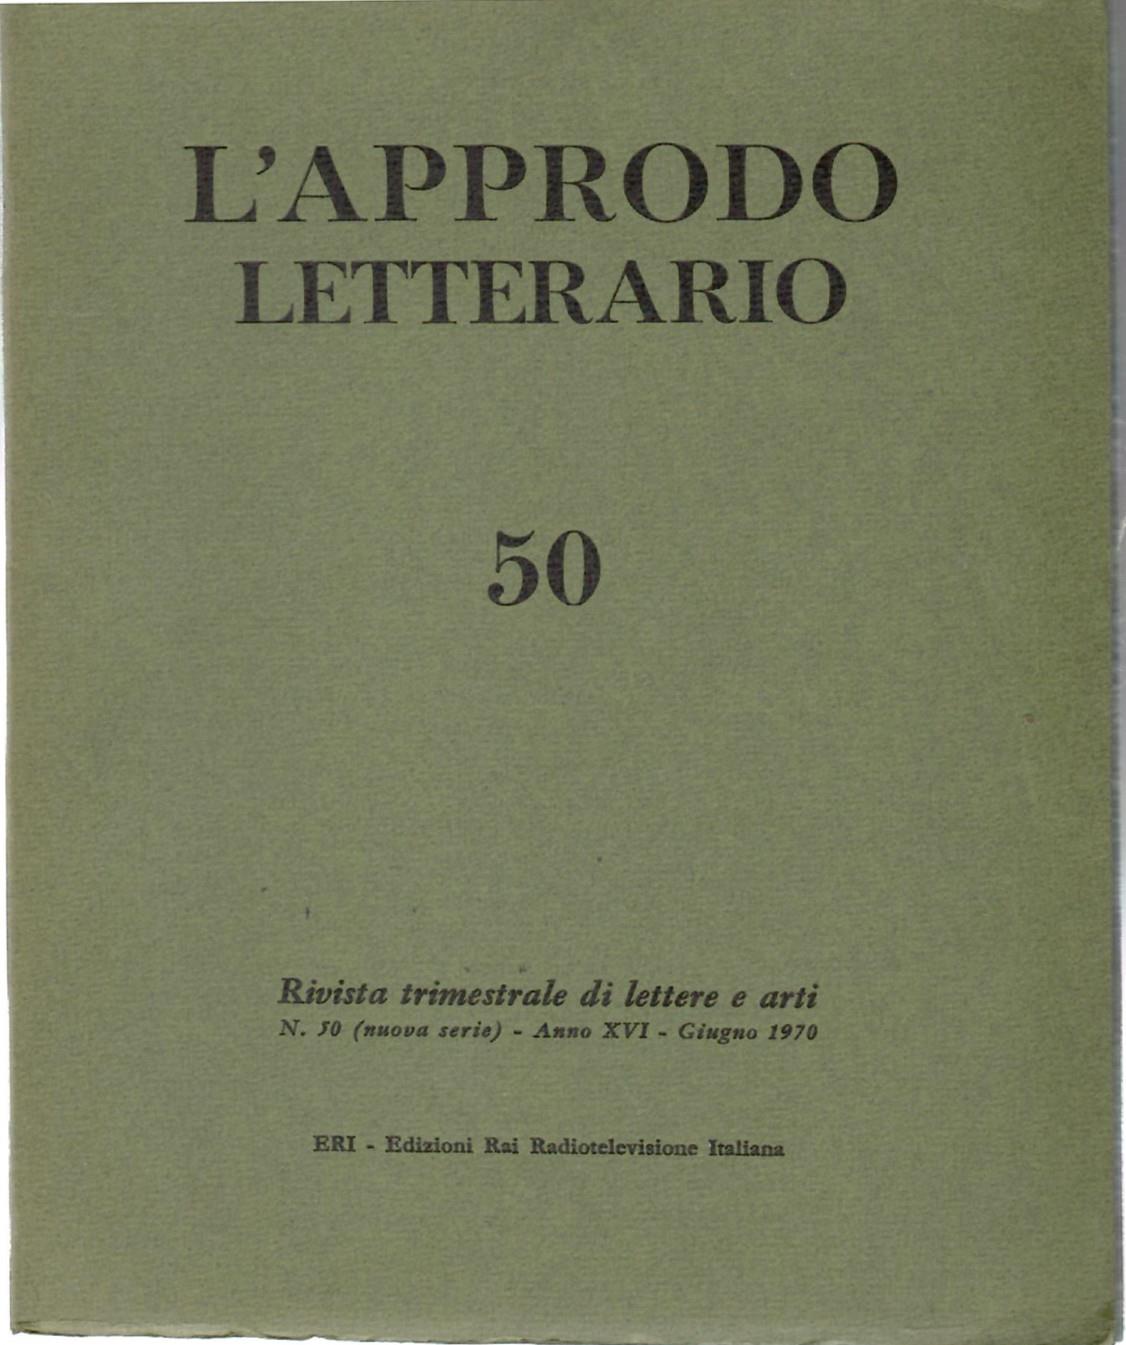 L'APPRODO
LETTERARIO
50
Rivista trimestrale di lettere e arti
N. 50 (nuova serie) - Anno XVI - Giugno 1970
ERI - Edizioni Rai Radiotelevisione Italiana